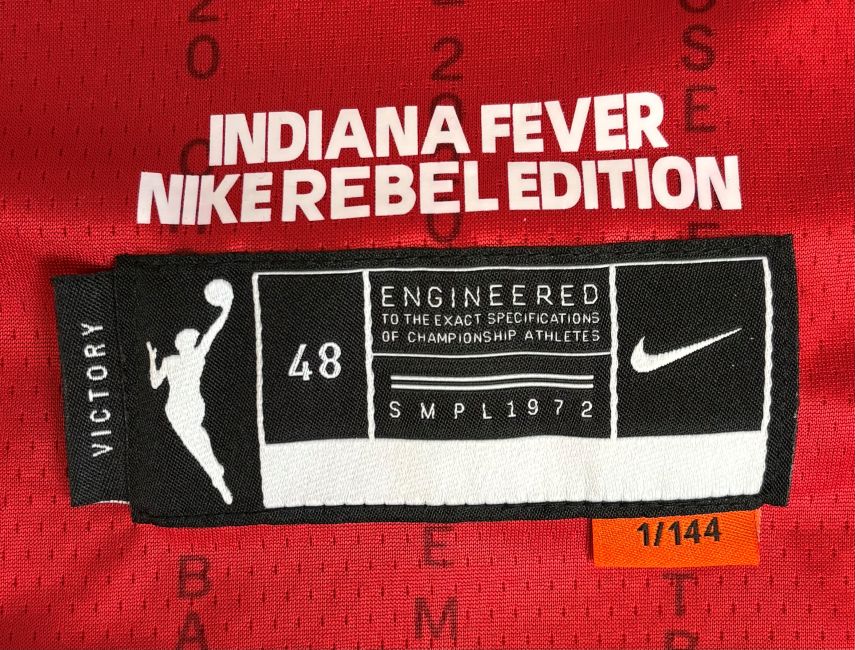 INDIANA FEVER
NIKE REBEL EDITION
VICTORY
48
ENGINEERED
TO THE EXACT SPECIFICATIONS
OF CHAMPIONSHIP ATHLETES
SMPL1972
1/144